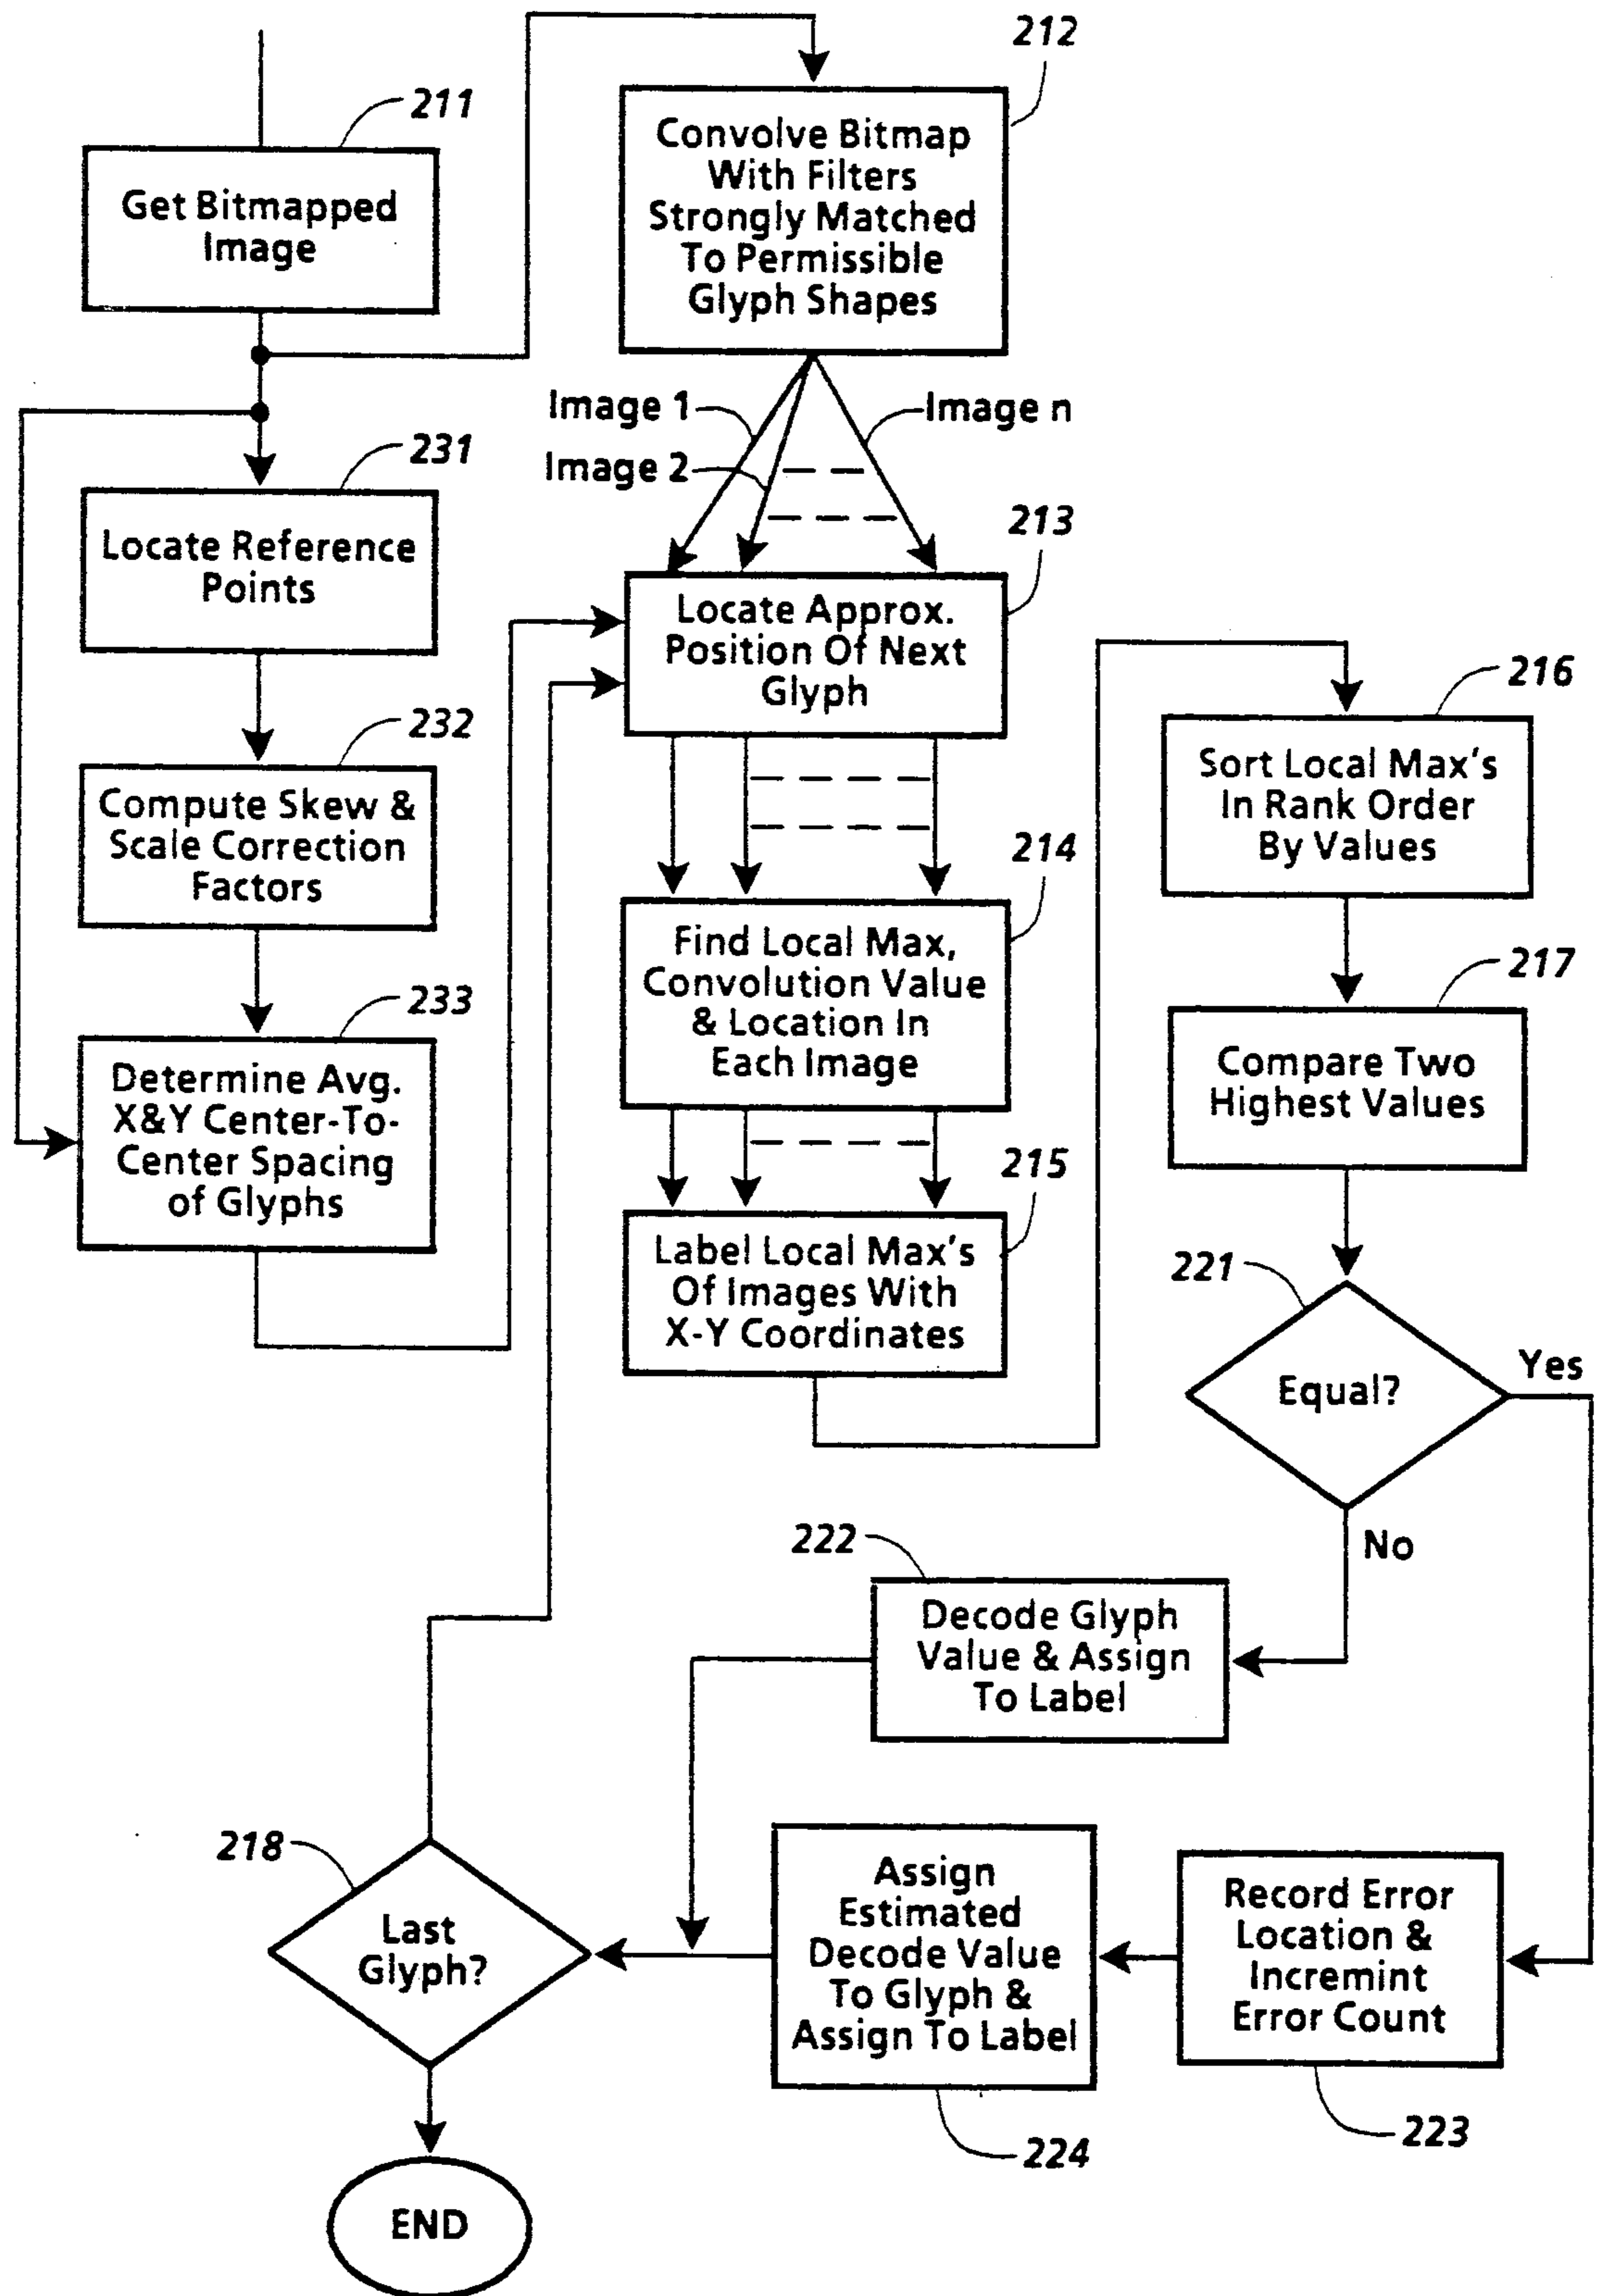 211
Get Bitmapped
Image
231
Locate Reference
Points
232
Compute Skew &
Scale Correction
Factors
233
Determine Avg.
X&Y Center-To-
Center Spacing
of Glyphs
212
Convolve Bitmap
With Filters
Strongly Matched
To Permissible
Glyph Shapes
Image 1
Image n
Image 2
213
Locate Approx.
Position Of Next
Glyph
214
Find Local Max,
Convolution Value
& Location In
Each Image
215
Label Local Max's
Of Images With
X-Y Coordinates
216
Sort Local Max's
In Rank Order
By Values
217
Compare Two
Highest Values
221
Equal?
Yes
No
222
Decode Glyph
Value & Assign
To Label
223
Record Error
Location &
Incremint
Error Count
224
Assign
Estimated
Decode Value
To Glyph &
Assign To Label
218
Last
Glyph?
END